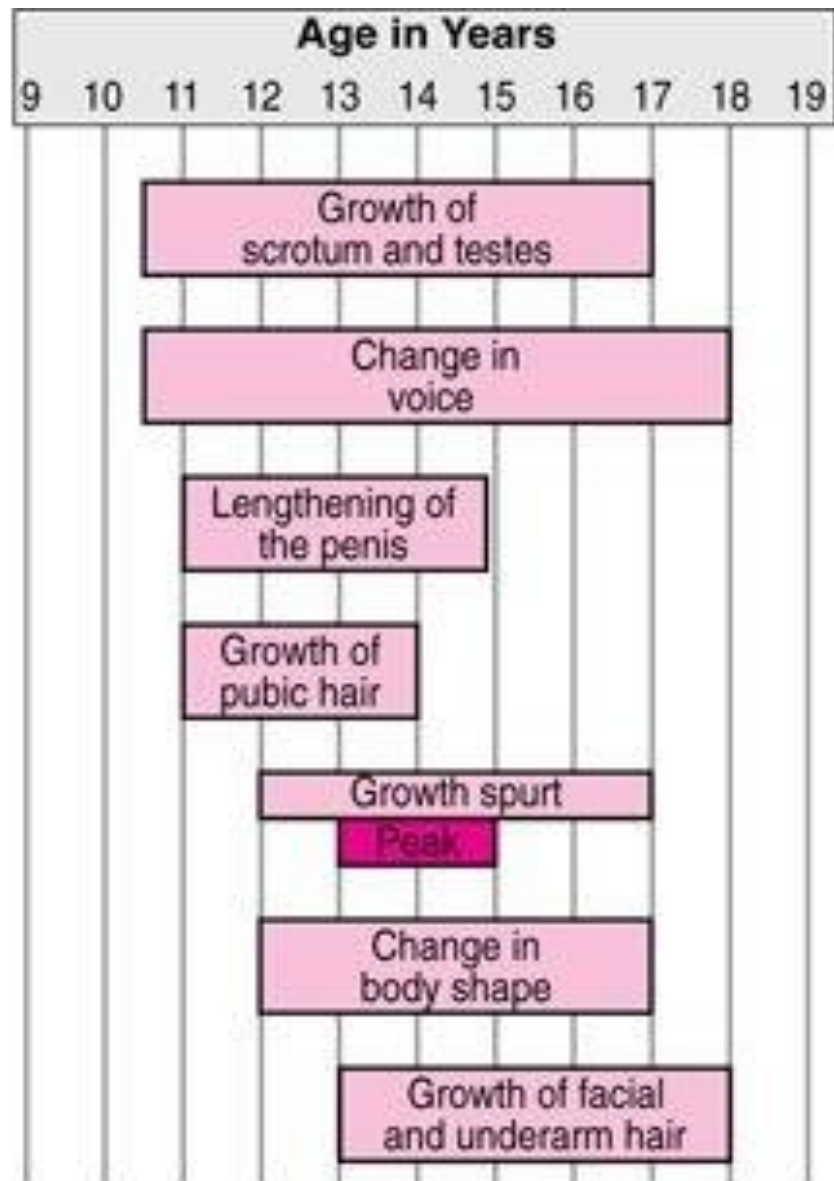 Age in Years
9 10 11 12 13 14 15 16 17 18 19
Growth of
scrotum and testes
Change in
voice
Lengthening of
the penis
Growth of
pubic hair
Growth spurt
Peak
Change in
body shape
Growth of facial
and underarm hair